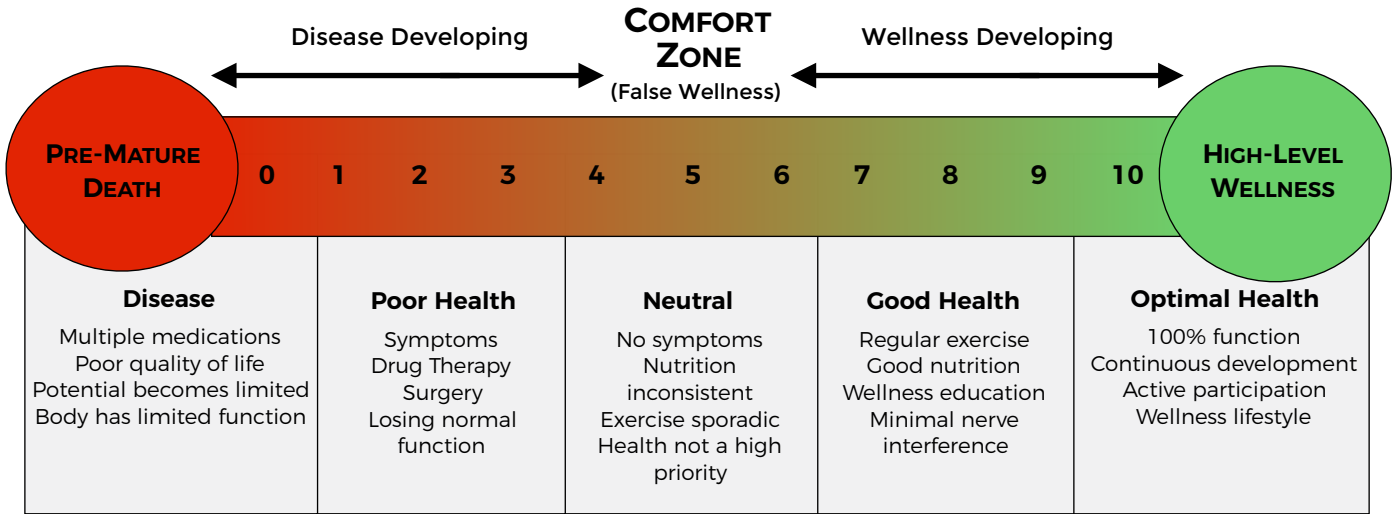 Disease Developing
COMFORT
ZONE
(False Wellness)
Wellness Developing
PRE-MATURE
DEATH
0 1 2 3 4 5 6 7 8 9 10
HIGH-LEVEL
WELLNESS
Disease
Multiple medications
Poor quality of life
Potential becomes limited
Body has limited function
Poor Health
Symptoms
Drug Therapy
Surgery
Losing normal
function
Neutral
No symptoms
Nutrition
inconsistent
Exercise sporadic
Health not a high
priority
Good Health
Regular exercise
Good nutrition
Wellness education
Minimal nerve
interference
Optimal Health
100% function
Continuous development
Active participation
Wellness lifestyle